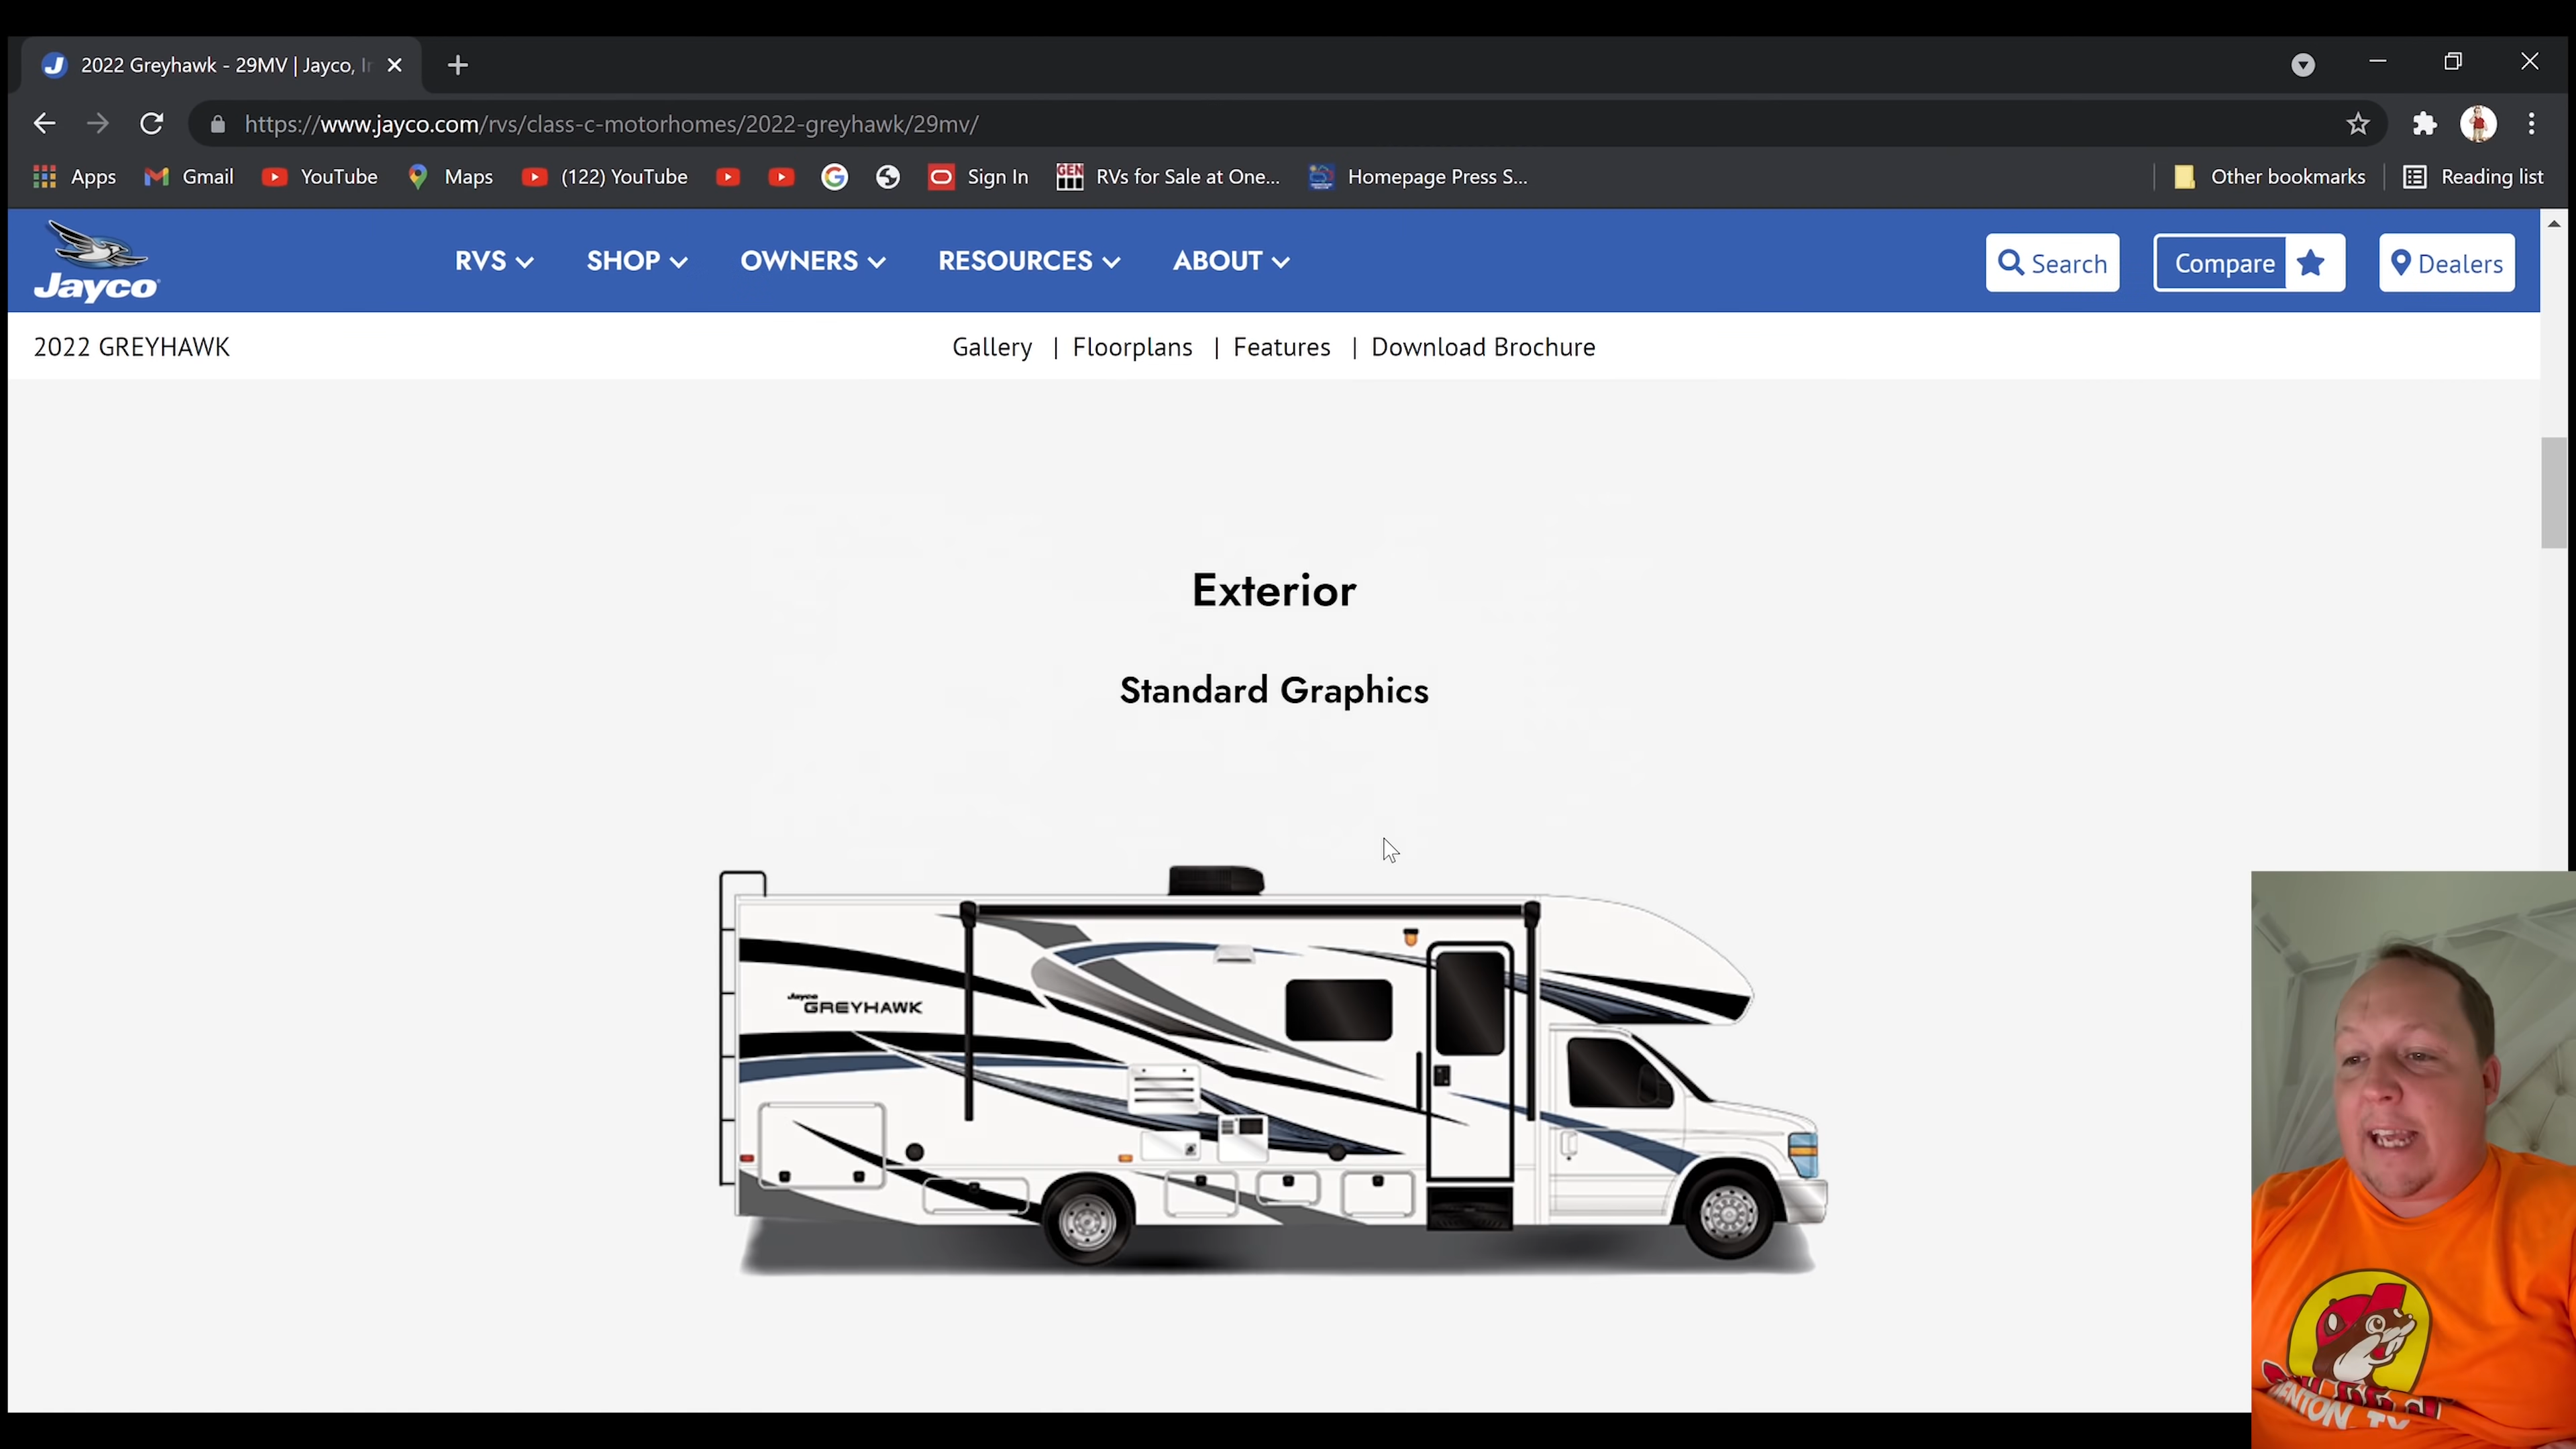 2022 Greyhawk - 29MV | Jayco, I
https://www.jayco.com/rvs/class-c-motorhomes/2022-greyhawk/29mv/
Apps Gmail YouTube Maps (122) YouTube GEN Sign In RVs for Sale at One... Homepage Press S... Other bookmarks Reading list
Jayco RVS SHOP OWNERS RESOURCES ABOUT Search Compare Dealers
2022 GREYHAWK Gallery | Floorplans | Features | Download Brochure
Exterior
Standard Graphics
Jayco
GREYHAWK